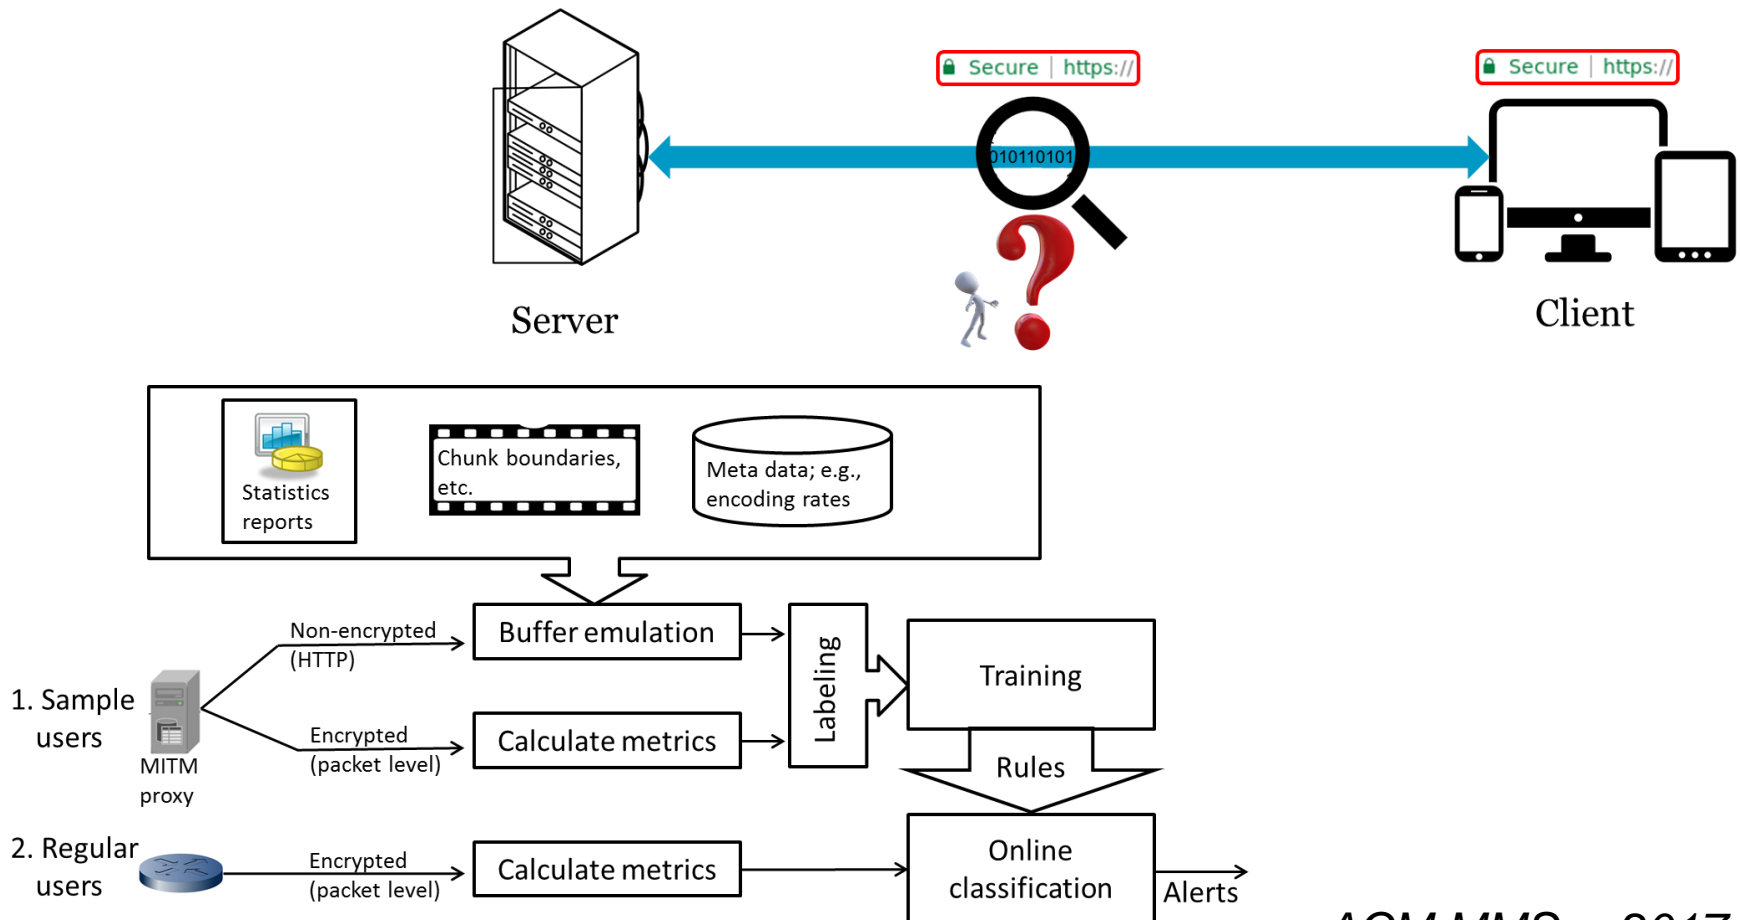 Secure | https://
Secure | https://
010110101
Server
Client
Statistics
reports
Chunk boundaries,
etc.
Meta data; e.g.,
encoding rates
Non-encrypted
(HTTP)
Buffer emulation
Labeling
Training
1. Sample
users
MITM
proxy
Encrypted
(packet level)
Calculate metrics
Rules
2. Regular
users
Encrypted
(packet level)
Calculate metrics
Online
classification
Alerts